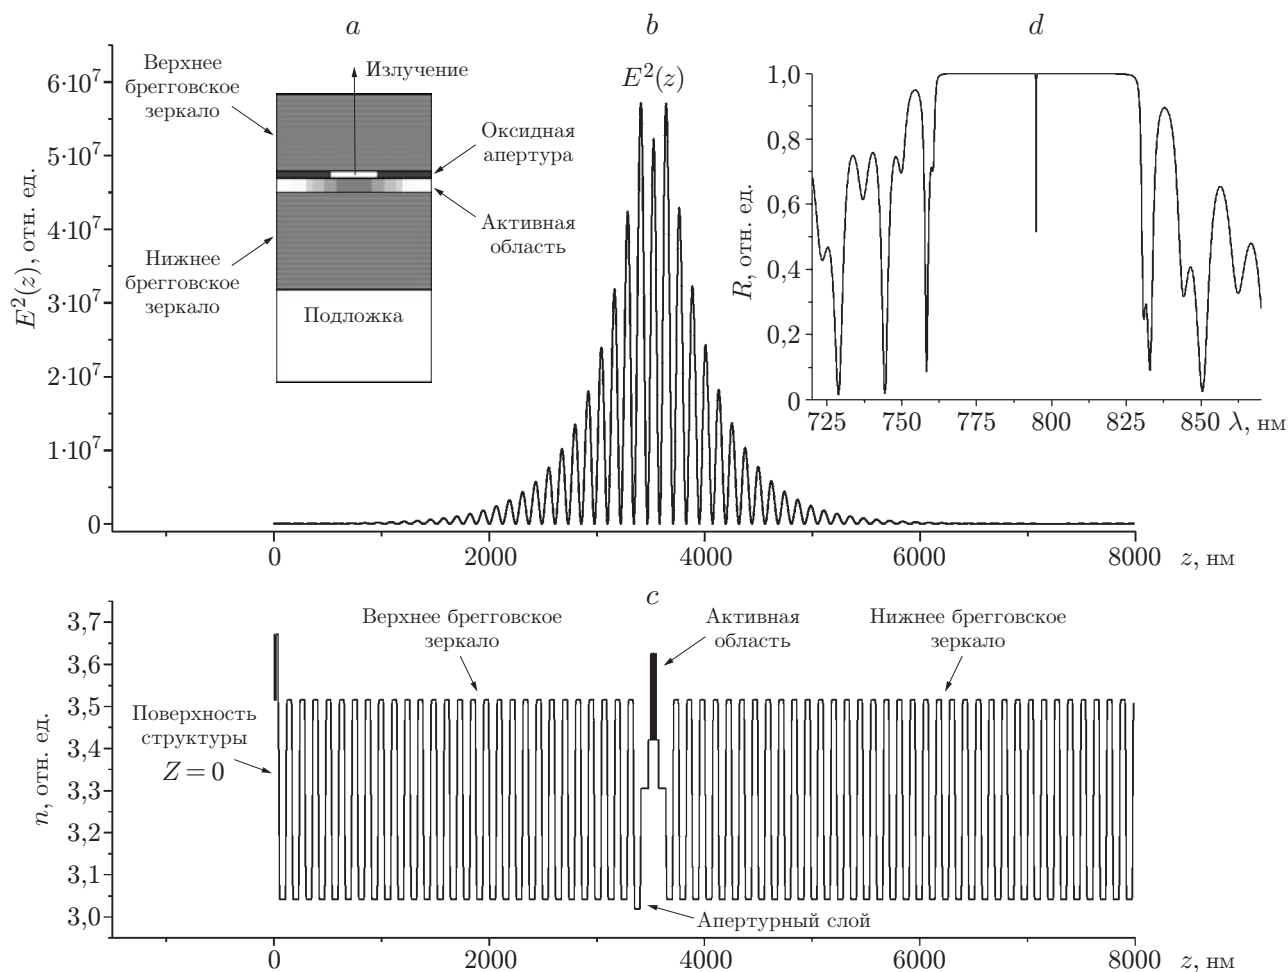 a
b
d
Верхнее
брегговское
зеркало
Излучение
Оксидная
апертура
Активная
область
Нижнее
брегговское
зеркало
Подложка
E²(z), отн. ед.
6·10⁷
5·10⁷
4·10⁷
3·10⁷
2·10⁷
1·10⁷
0
E²(z)
0
2000
4000
6000
8000
z, нм
R, отн. ед.
1,0
0,8
0,6
0,4
0,2
0
725
750
775
800
825
850
λ, нм
c
n, отн. ед.
3,7
3,6
3,5
3,4
3,3
3,2
3,1
3,0
Верхнее брегговское
зеркало
Активная
область
Нижнее брегговское
зеркало
Поверхность
структуры
Z = 0
Апертурный слой
0
2000
4000
6000
8000
z, нм